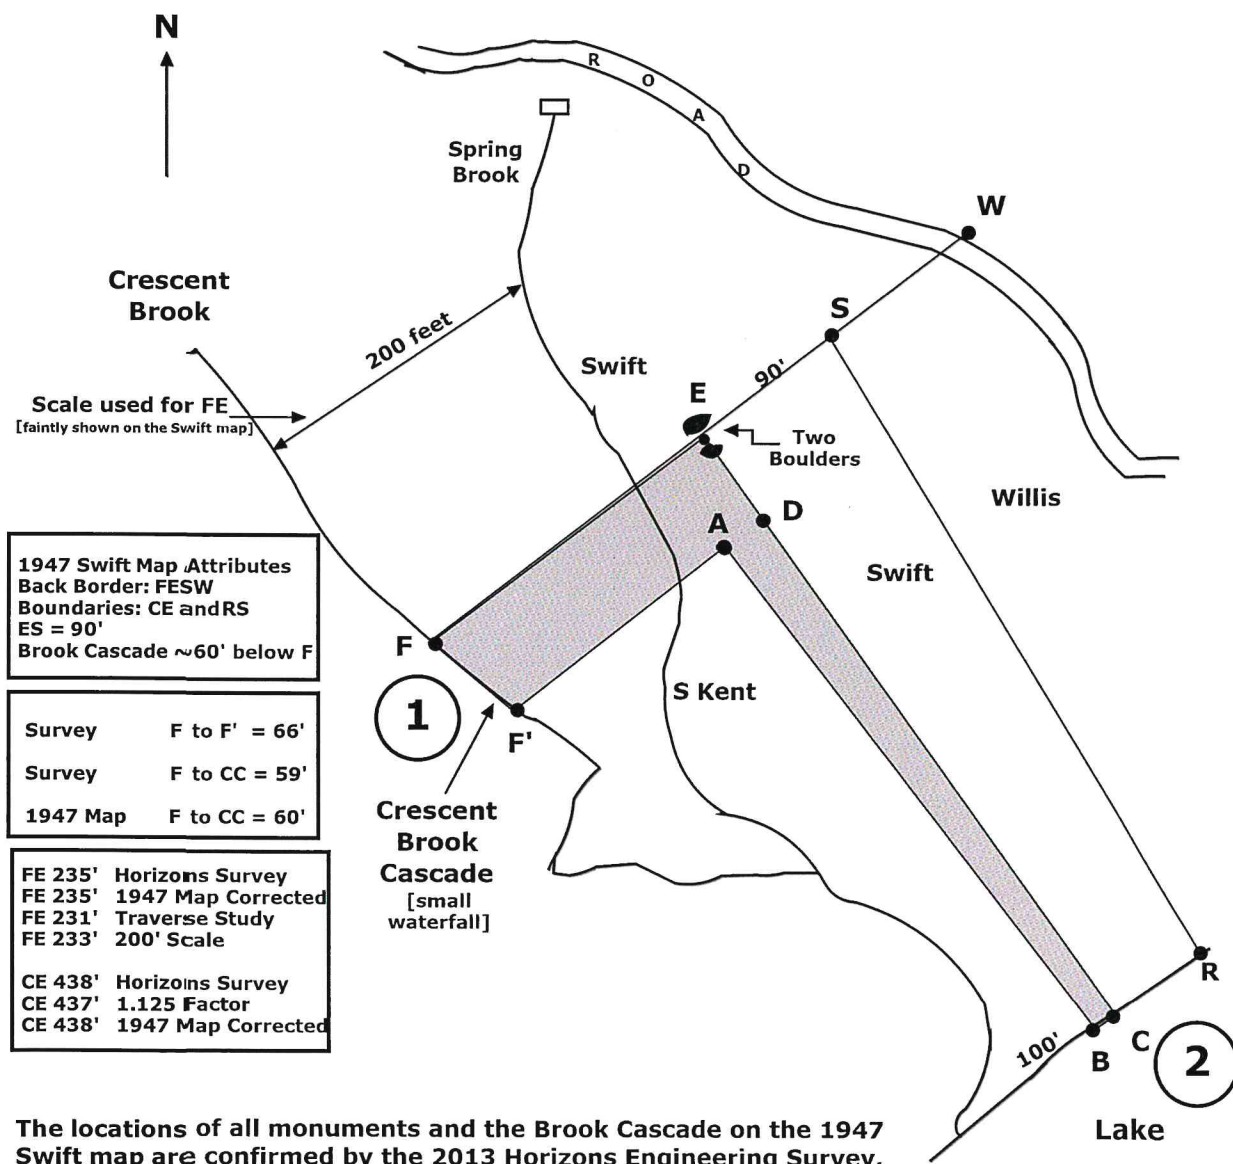 N
R
O
A
D
Spring
Brook
W
Crescent
Brook
S
200 feet
Swift
90'
E
Scale used for FE
[faintly shown on the Swift map]
Two
Boulders
Willis
D
A
Swift
1947 Swift Map Attributes
Back Border: FESW
Boundaries: CE and RS
ES = 90'
Brook Cascade ~60' below F
F
1
S Kent
F'
Survey F to F' = 66'
Survey F to CC = 59'
1947 Map F to CC = 60'
Crescent
Brook
Cascade
[small
waterfall]
FE 235' Horizons Survey
FE 235' 1947 Map Corrected
FE 231' Traverse Study
FE 233' 200' Scale
CE 438' Horizons Survey
CE 437' 1.125 Factor
CE 438' 1947 Map Corrected
R
100'
B
C
2
Lake
The locations of all monuments and the Brook Cascade on the 1947
Swift map are confirmed by the 2013 Horizons Engineering Survey.